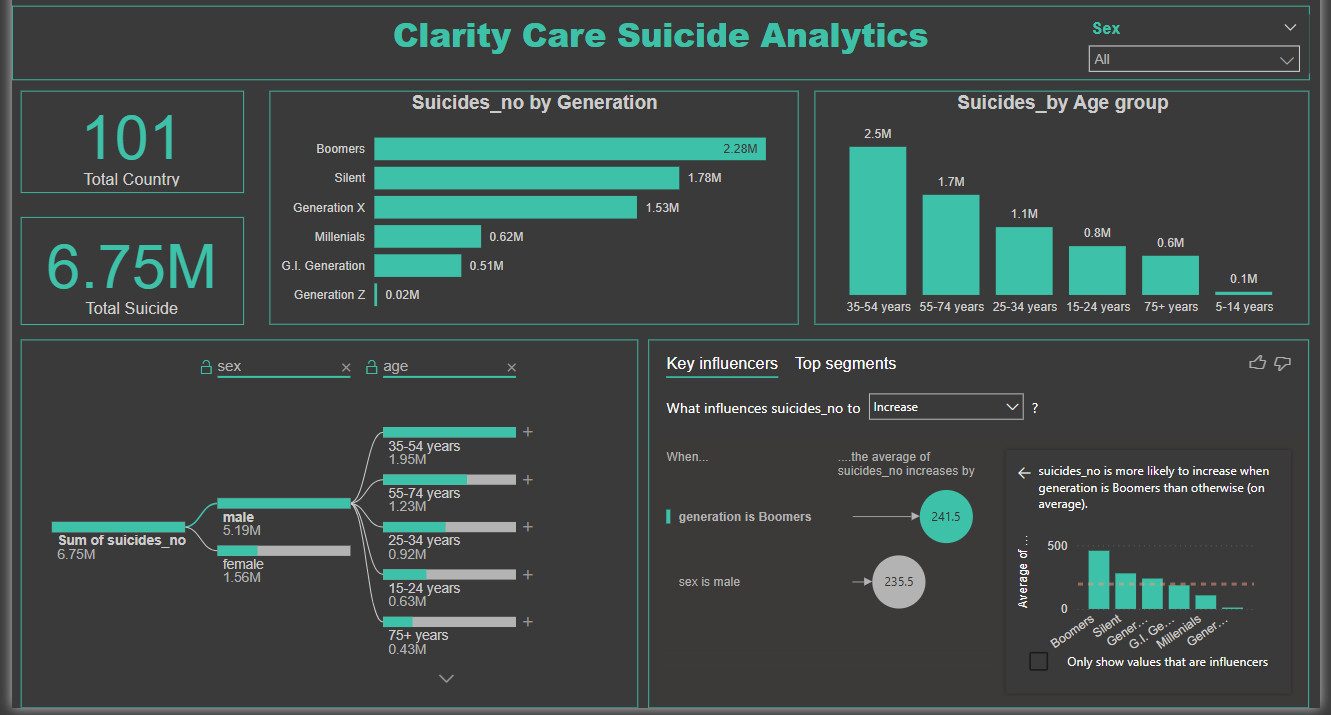 Clarity Care Suicide Analytics
Sex
All
101
Total Country
6.75M
Total Suicide
Suicides_no by Generation
Boomers 2.28M
Silent 1.78M
Generation X 1.53M
Millenials 0.62M
G.I. Generation 0.51M
Generation Z 0.02M
Suicides_by Age group
2.5M 1.7M 1.1M 0.8M 0.6M 0.1M
35-54 years 55-74 years 25-34 years 15-24 years 75+ years 5-14 years
sex age
Sum of suicides_no
6.75M
male
5.19M
female
1.56M
35-54 years
1.95M
55-74 years
1.23M
25-34 years
0.92M
15-24 years
0.63M
75+ years
0.43M
Key influencers Top segments
What influences suicides_no to Increase ?
When...
....the average of
suicides_no increases by
generation is Boomers 241.5
sex is male 235.5
suicides_no is more likely to increase when
generation is Boomers than otherwise (on
average).
Average of ...
500
0
Boomers Silent Gener... G.I. Ge... Millenials Gener...
Only show values that are influencers